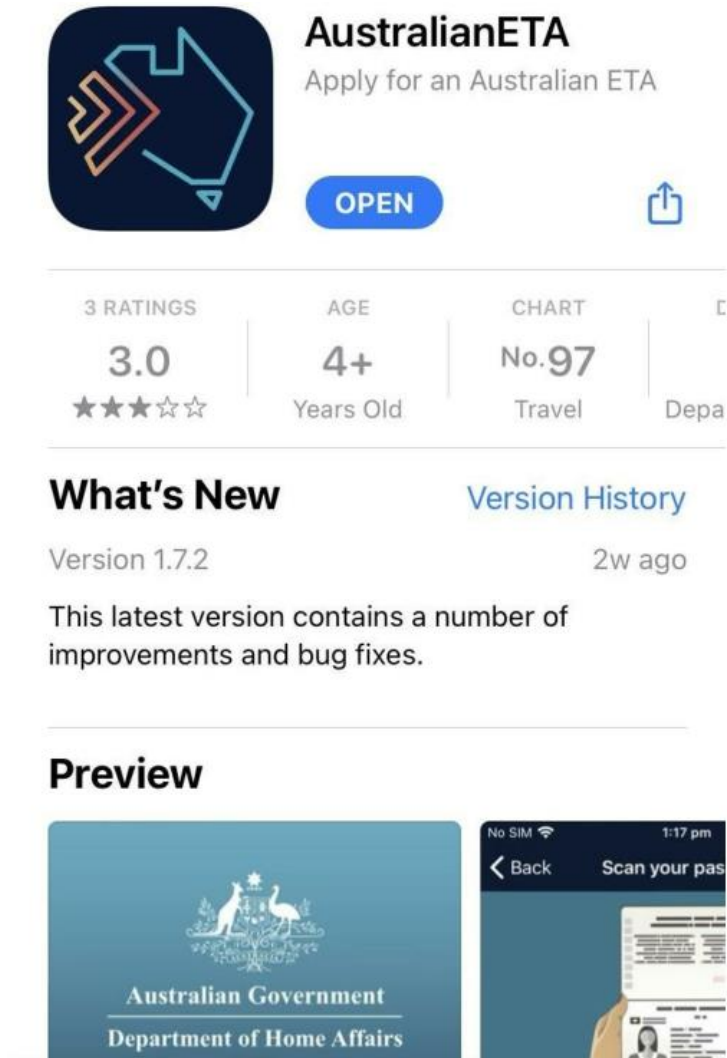 AustralianETA
Apply for an Australian ETA
OPEN
3 RATINGS
AGE
CHART
3.0
4+
No.97
Years Old
Travel
What's New
Version History
Version 1.7.2
2w ago
This latest version contains a number of
improvements and bug fixes.
Preview
Australian Government
Department of Home Affairs
No SIM
1:17 pm
Back
Scan your